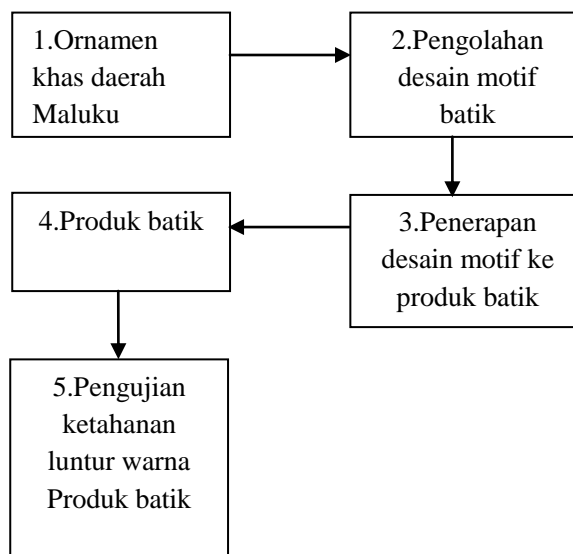 1.Ornamen
khas daerah
Maluku
2.Pengolahan
desain motif
batik
3.Penerapan
desain motif ke
produk batik
4.Produk batik
5.Pengujian
ketahanan
luntur warna
Produk batik